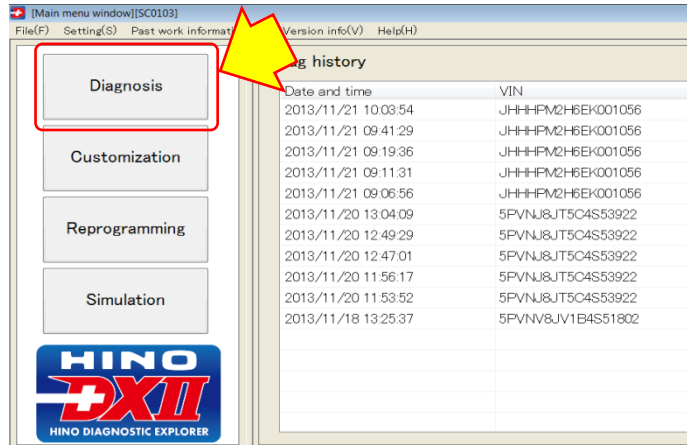 [Main menu window][SC0103]
File(F) Setting(S) Past work informati Version info(V) Help(H)
Diagnosis
Customization
Reprogramming
Simulation
HINO
DXII
HINO DIAGNOSTIC EXPLORER
ag history
Date and time VIN
2013/11/21 10:03:54 JHHHPM2H6EK001056
2013/11/21 09:41:29 JHHHPM2H6EK001056
2013/11/21 09:19:36 JHHHPM2H6EK001056
2013/11/21 09:11:31 JHHHPM2H6EK001056
2013/11/21 09:06:56 JHHHPM2H6EK001056
2013/11/20 13:04:09 5PVNJ8JT5C4S53922
2013/11/20 12:49:29 5PVNJ8JT5C4S53922
2013/11/20 12:47:01 5PVNJ8JT5C4S53922
2013/11/20 11:56:17 5PVNJ8JT5C4S53922
2013/11/20 11:53:52 5PVNJ8JT5C4S53922
2013/11/18 13:25:37 5PVNV8JV1B4S51802